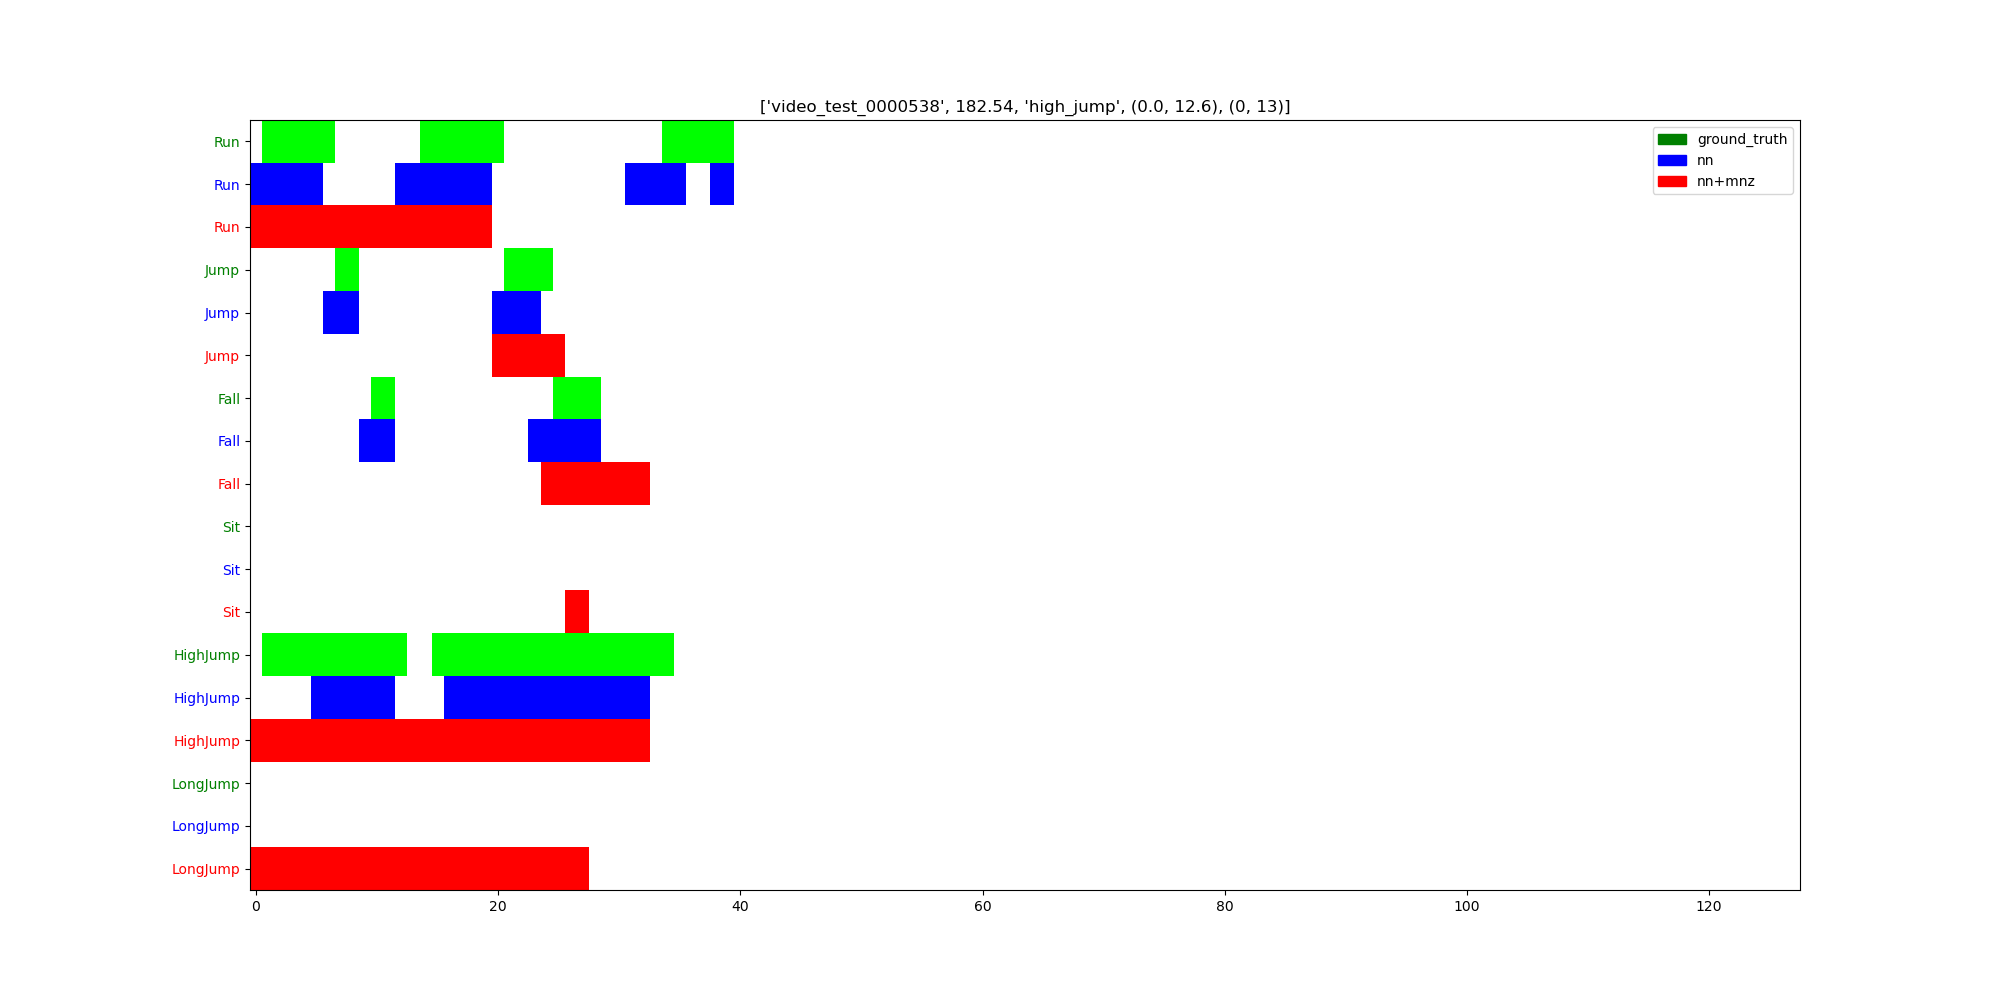 ['video_test_0000538', 182.54, 'high_jump', (0.0, 12.6), (0, 13)]
ground_truth
nn
nn+mnz
Run
Run
Run
Jump
Jump
Jump
Fall
Fall
Fall
Sit
Sit
Sit
HighJump
HighJump
HighJump
LongJump
LongJump
LongJump
0 20 40 60 80 100 120